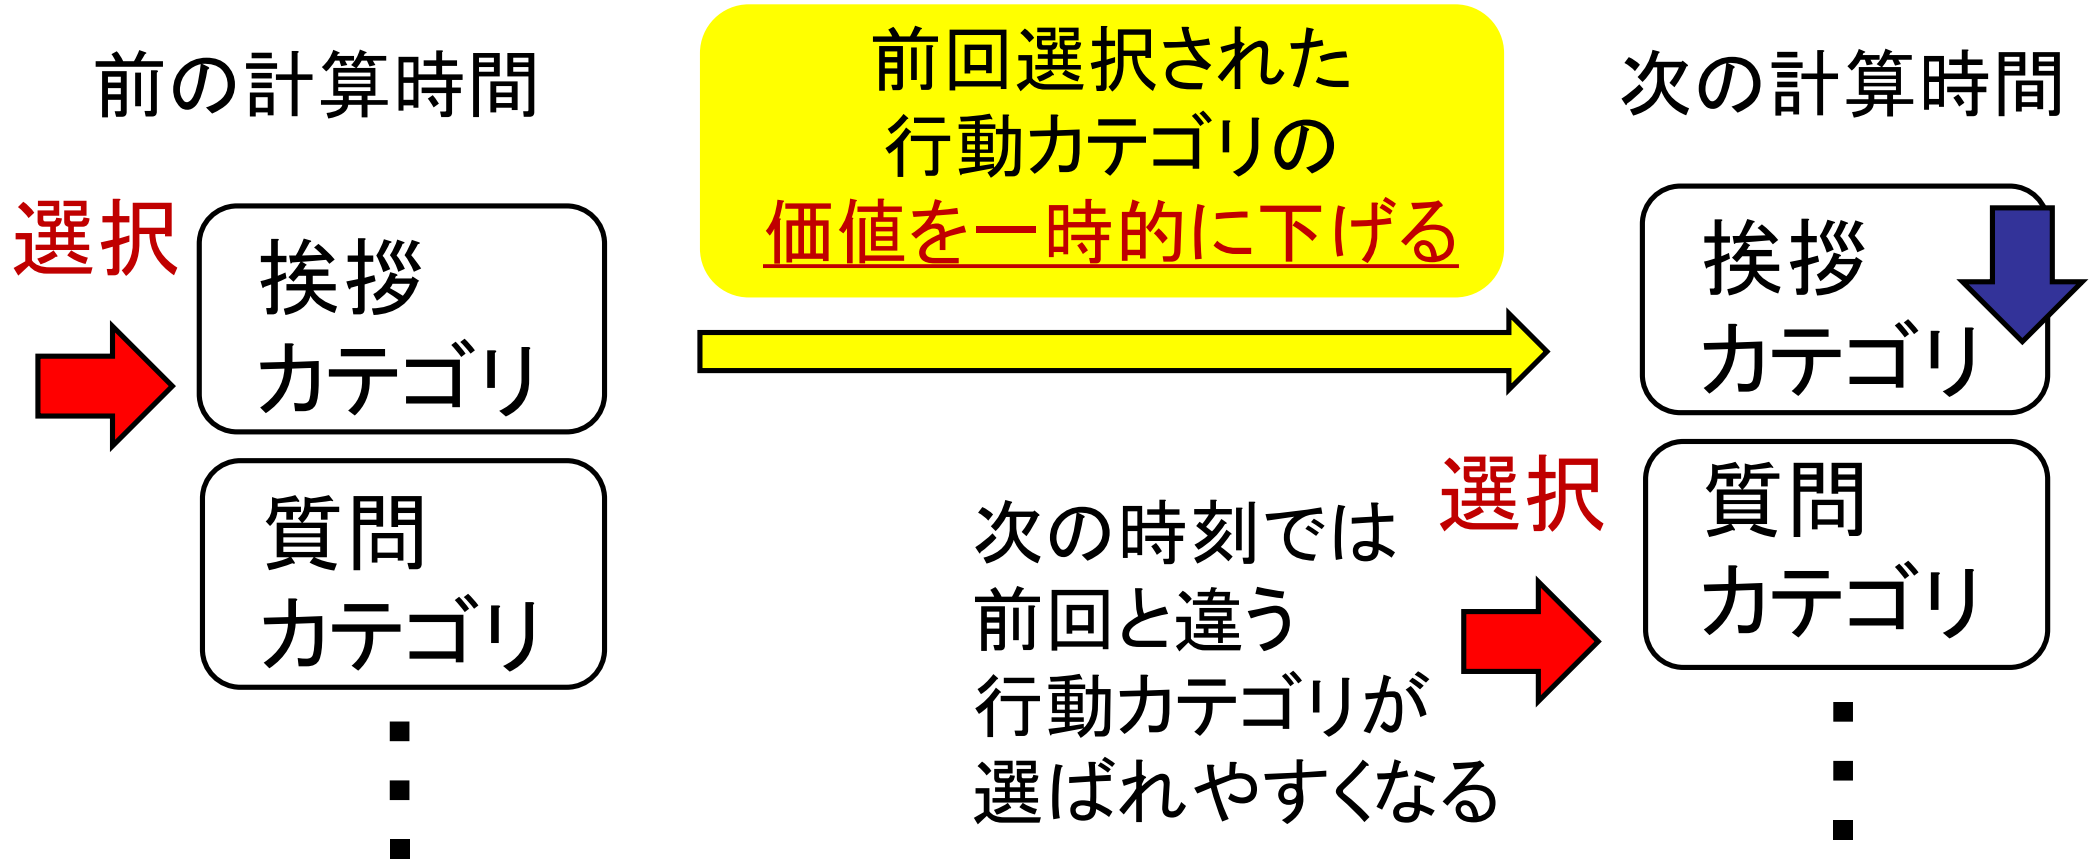 前の計算時間
選択
挨拶
カテゴリ
質問
カテゴリ
前回選択された
行動カテゴリの
価値を一時的に下げる
次の時刻では
前回と違う
行動カテゴリが
選ばれやすくなる
次の計算時間
挨拶
カテゴリ
選択
質問
カテゴリ